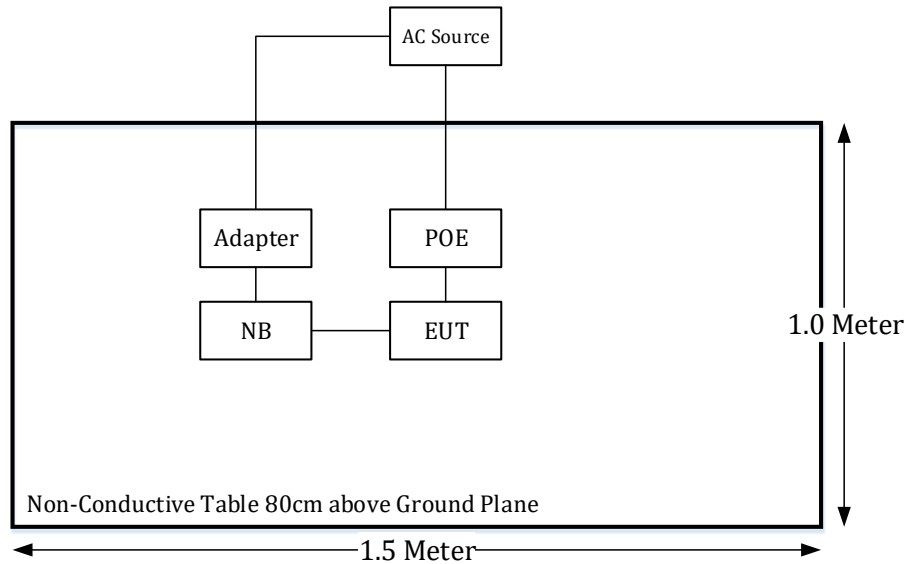 AC Source
Adapter
POE
NB
EUT
1.0 Meter
Non-Conductive Table 80cm above Ground Plane
1.5 Meter